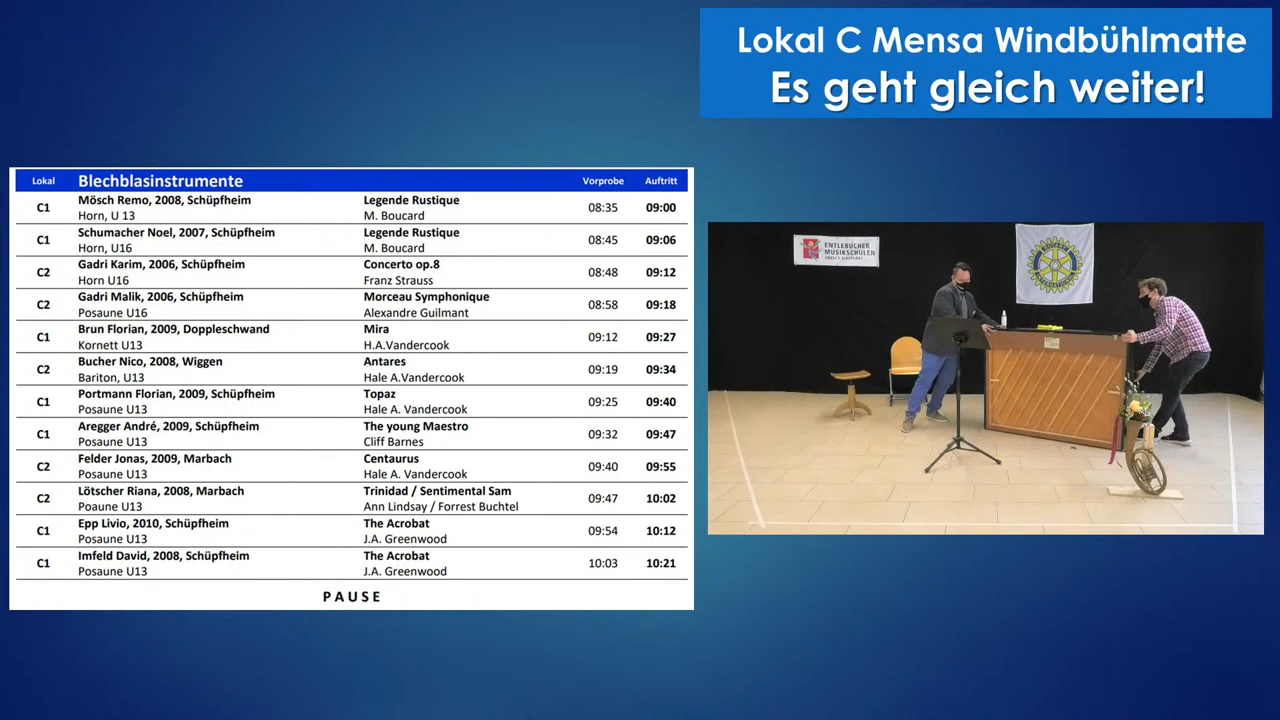 Lokal C Mensa Windbühlmatte
Es geht gleich weiter!
Lokal Blechblasinstrumente Vorprobe Auftritt
C1 Mösch Remo, 2008, Schüpfheim Legende Rustique 08:35 09:00
Horn, U 13 M. Boucard
C1 Schumacher Noel, 2007, Schüpfheim Legende Rustique 08:45 09:06
Horn, U16 M. Boucard
C2 Gadri Karim, 2006, Schüpfheim Concerto op.8 08:48 09:12
Horn U16 Franz Strauss
C2 Gadri Malik, 2006, Schüpfheim Morceau Symphonique 08:58 09:18
Posaune U16 Alexandre Guilmant
C1 Brun Florian, 2009, Doppleschwand Mira 09:12 09:27
Kornett U13 H.A.Vandercook
C2 Bucher Nico, 2008, Wiggen Antares 09:19 09:34
Bariton, U13 Hale A.Vandercook
C1 Portmann Florian, 2009, Schüpfheim Topaz 09:25 09:40
Posaune U13 Hale A. Vandercook
C1 Aregger André, 2009, Schüpfheim The young Maestro 09:32 09:47
Posaune U13 Cliff Barnes
C2 Felder Jonas, 2009, Marbach Centaurus 09:40 09:55
Posaune U13 Hale A. Vandercook
C2 Lötscher Riana, 2008, Marbach Trinidad / Sentimental Sam 09:47 10:02
Poaune U13 Ann Lindsay / Forrest Buchtel
C1 Epp Livio, 2010, Schüpfheim The Acrobat 09:54 10:12
Posaune U13 J.A. Greenwood
C1 Imfeld David, 2008, Schüpfheim The Acrobat 10:03 10:21
Posaune U13 J.A. Greenwood
PAUSE
ENTLEBUCHER
MUSIKSCHULEN
ROTARY
INTERNATIONAL